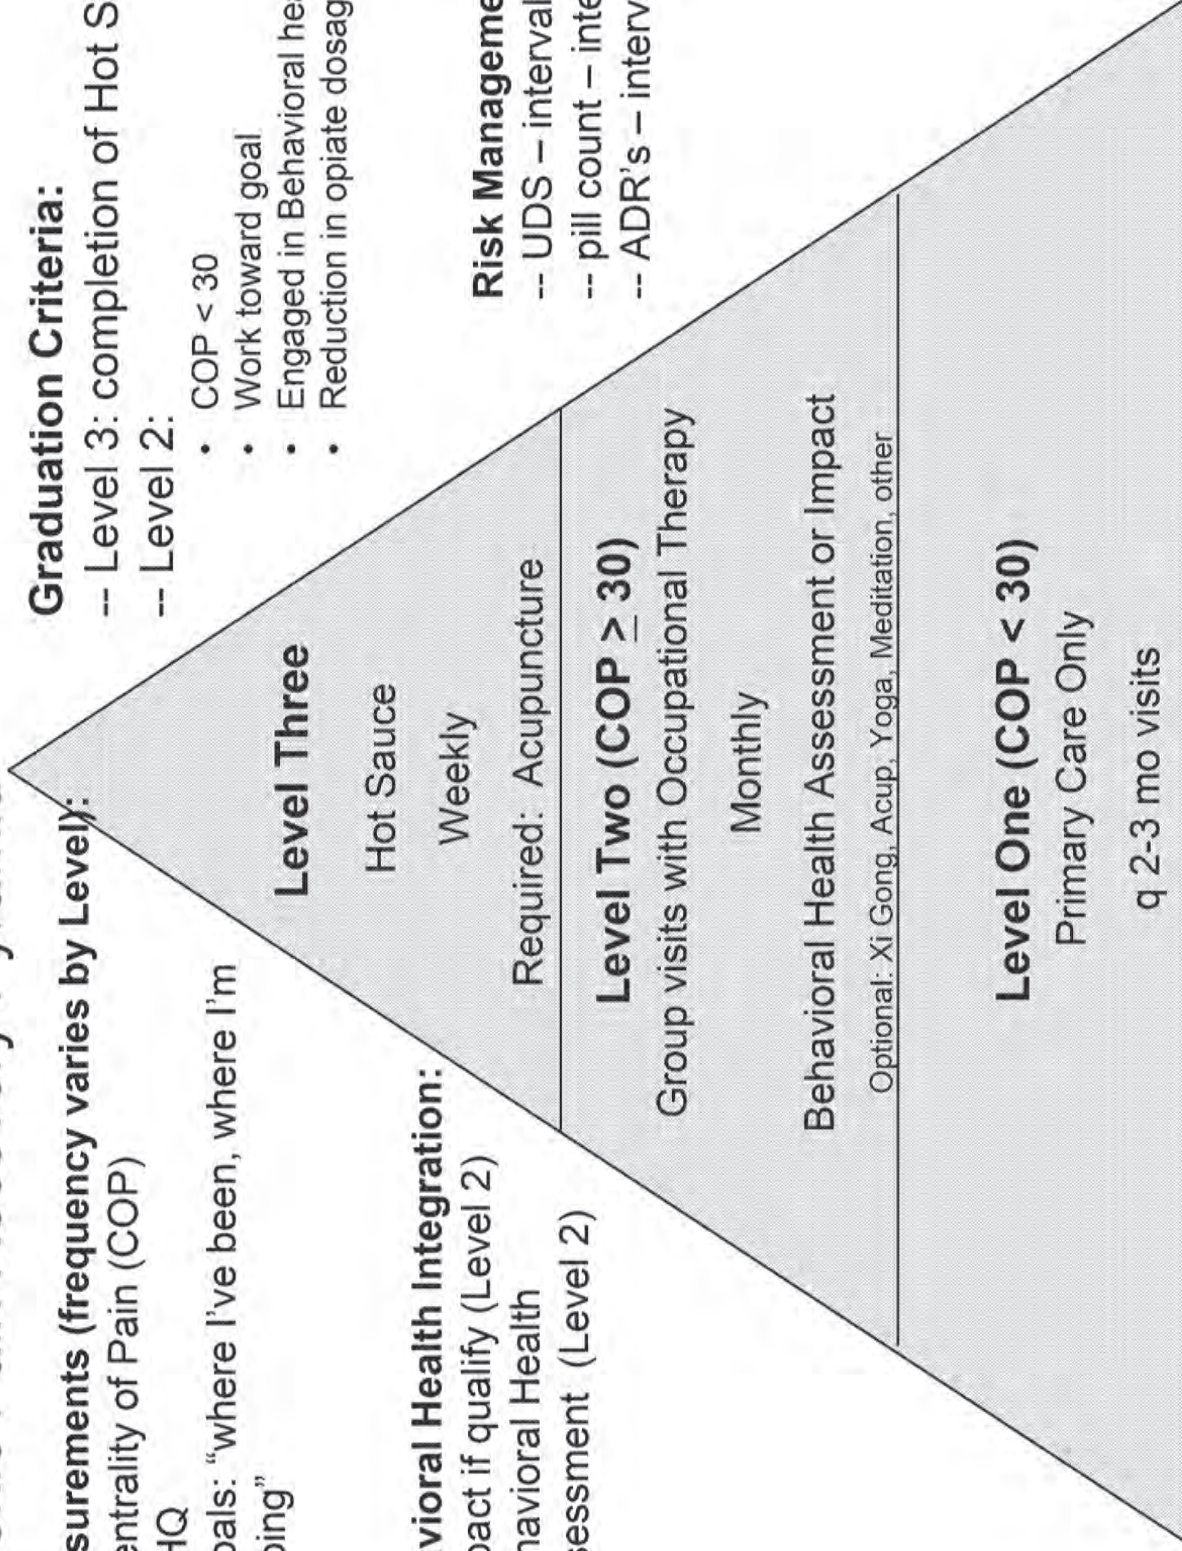 surements (frequency varies by Level):
entrality of Pain (COP)
HQ
oals: “where I’ve been, where I’m
oing”
vioral Health Integration:
pact if qualify (Level 2)
havioral Health
sessment (Level 2)
Graduation Criteria:
-- Level 3: completion of Hot S
-- Level 2:
• COP < 30
• Work toward goal
• Engaged in Behavioral hea
• Reduction in opiate dosag
Risk Manageme
-- UDS – interval
-- pill count – inte
-- ADR’s – interv
Level Three
Hot Sauce
Weekly
Required: Acupuncture
Level Two (COP ≥ 30)
Group visits with Occupational Therapy
Monthly
Behavioral Health Assessment or Impact
Optional: Xi Gong, Acup, Yoga, Meditation, other
Level One (COP < 30)
Primary Care Only
q 2-3 mo visits